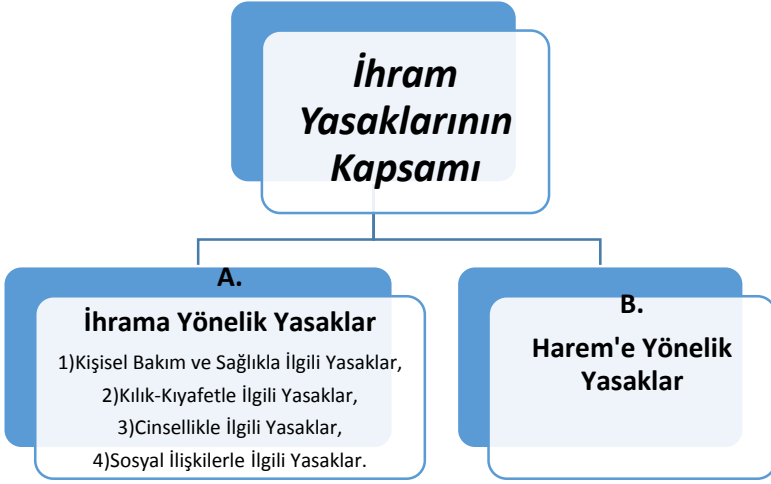 İhram
Yasaklarının
Kapsamı
A.
İhrama Yönelik Yasaklar
1)Kişisel Bakım ve Sağlıkla İlgili Yasaklar,
2)Kılık-Kıyafetle İlgili Yasaklar,
3)Cinsellikle İlgili Yasaklar,
4)Sosyal İlişkilerle İlgili Yasaklar.
B.
Harem'e Yönelik
Yasaklar